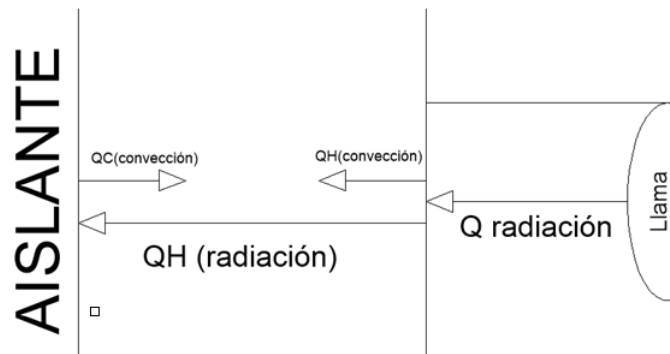 AISLANTE
QC(convección)
QH(convección)
QH (radiación)
Q radiación
Llama